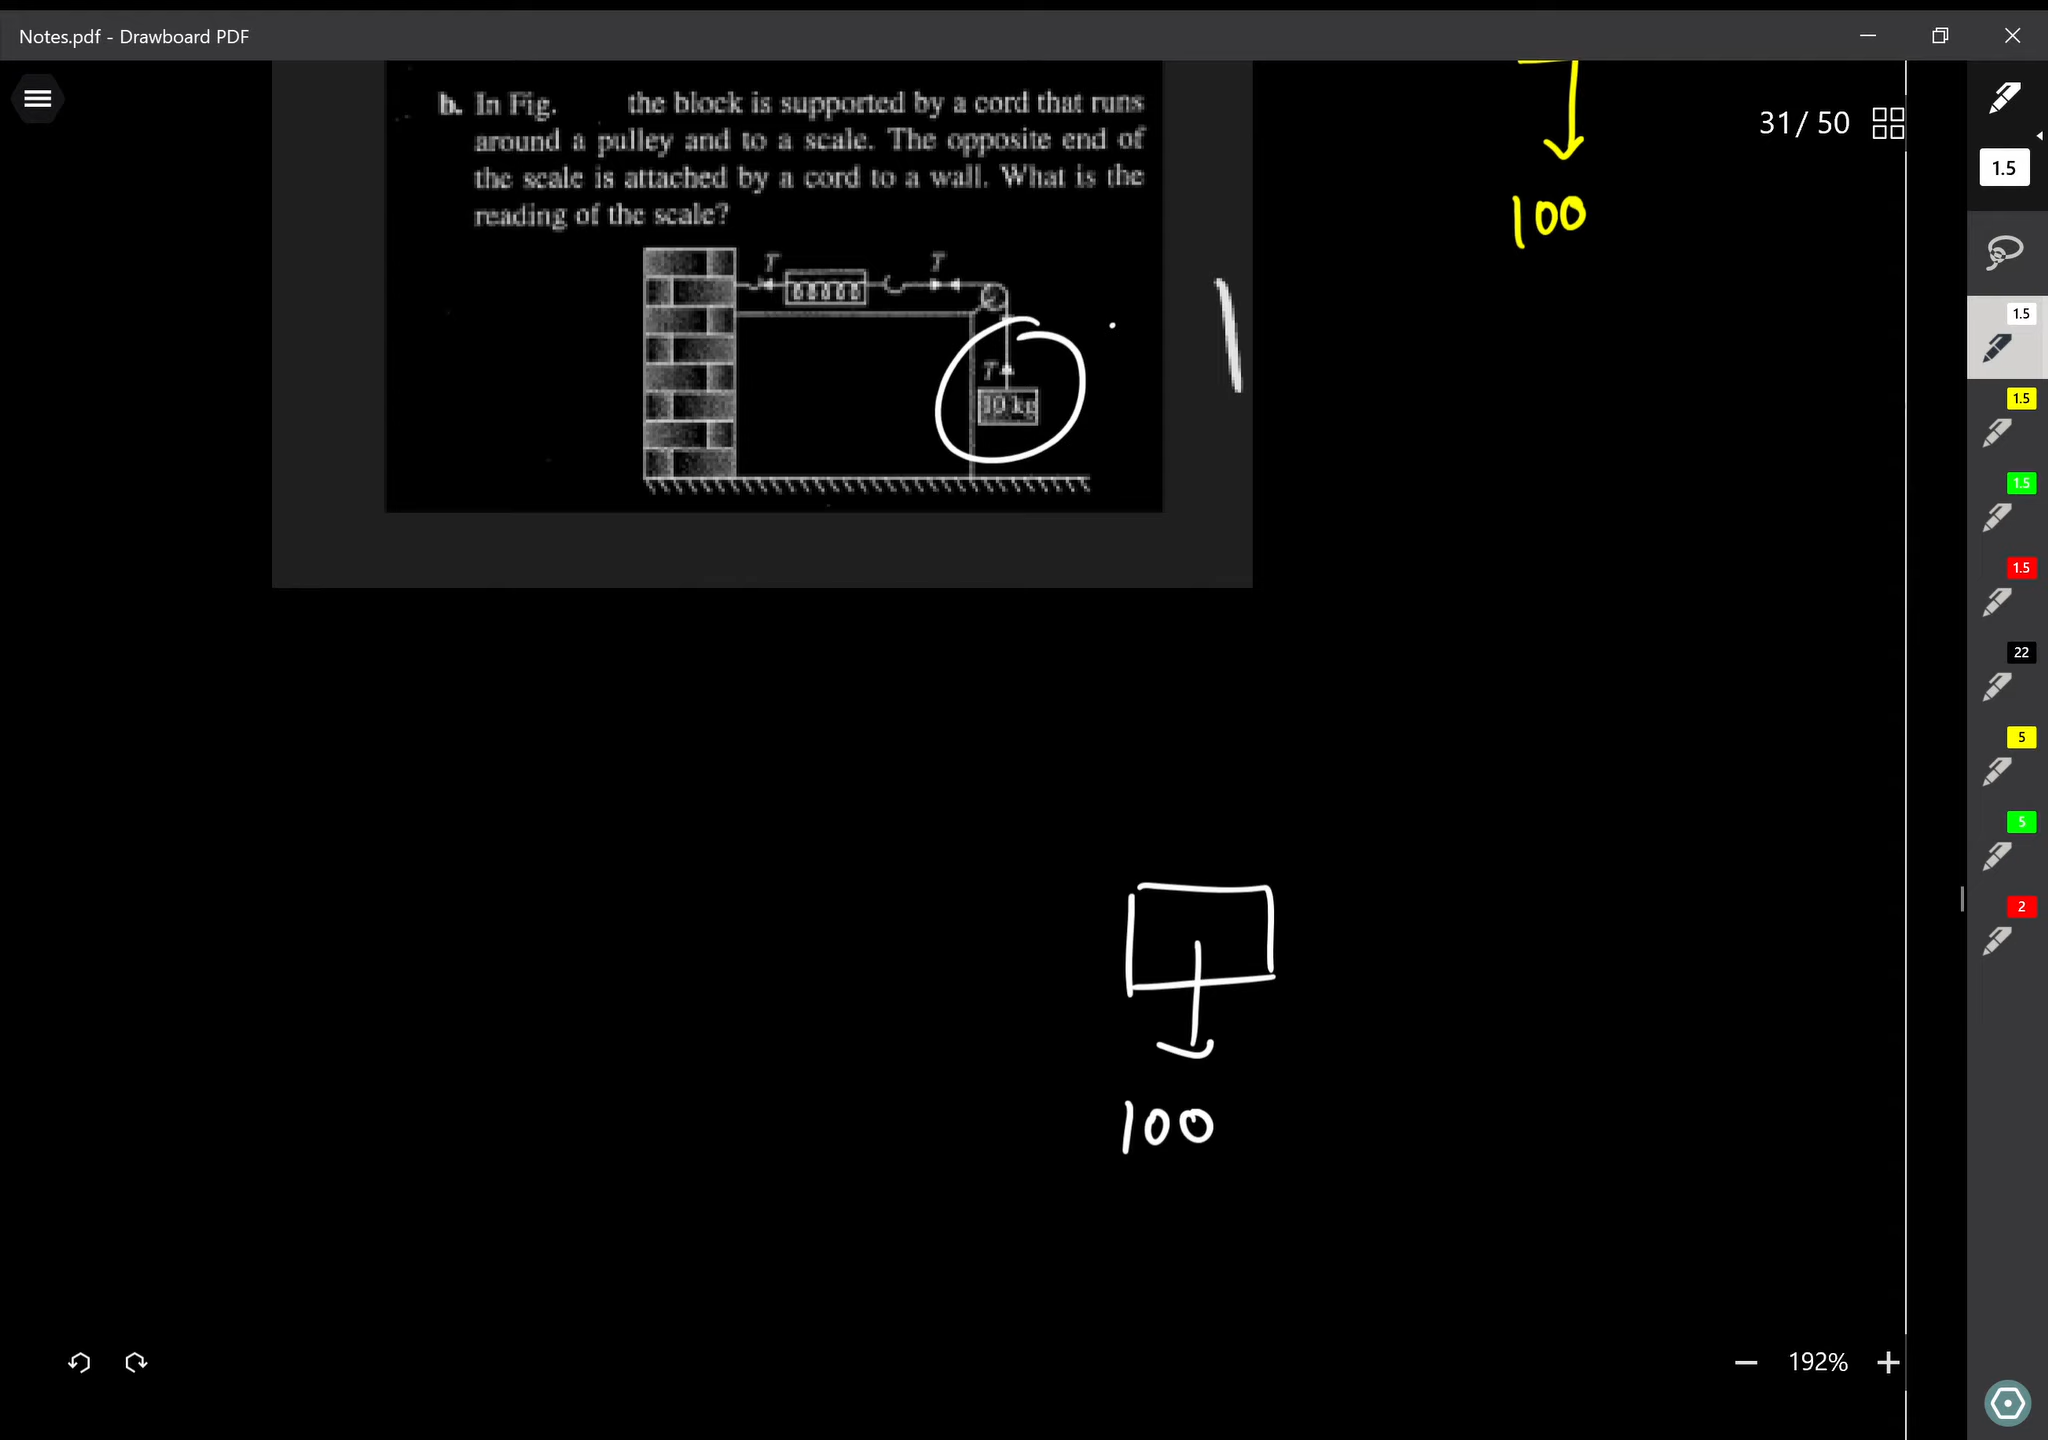 Notes.pdf - Drawboard PDF
b. In Fig. the block is supported by a cord that runs
around a pulley and to a scale. The opposite end of
the scale is attached by a cord to a wall. What is the
reading of the scale?
T
T
T
10 kg
100
31/ 50
1.5
1.5
1.5
1.5
1.5
22
5
5
2
100
192%